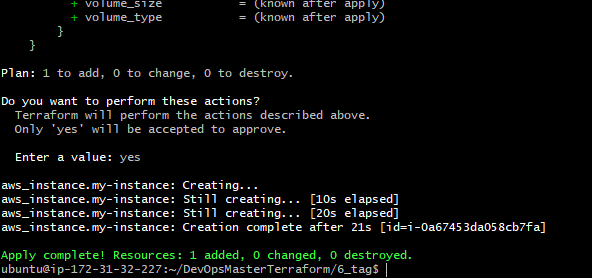 + volume_size           = (known after apply)
+ volume_type           = (known after apply)
}
}
Plan: 1 to add, 0 to change, 0 to destroy.
Do you want to perform these actions?
Terraform will perform the actions described above.
Only 'yes' will be accepted to approve.
Enter a value: yes
aws_instance.my-instance: Creating...
aws_instance.my-instance: Still creating... [10s elapsed]
aws_instance.my-instance: Still creating... [20s elapsed]
aws_instance.my-instance: Creation complete after 21s [id=i-0a67453da058cb7fa]
Apply complete! Resources: 1 added, 0 changed, 0 destroyed.
ubuntu@ip-172-31-32-227:~/DevOpsMasterTerraform/6_tag$